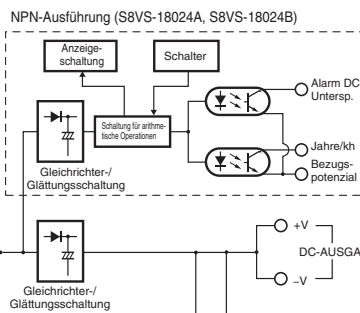 NPN-Ausführung (S8VS-18024A, S8VS-18024B)
Anzeige-
schaltung
Schalter
Alarm DC
Untersp.
Schaltung für arithme-
tische Operationen
Jahre/kh
Bezugs-
potenzial
Gleichrichter-/
Glättungsschaltung
+V
DC-AUSGA
–V
Gleichrichter-/
Glättungsschaltung